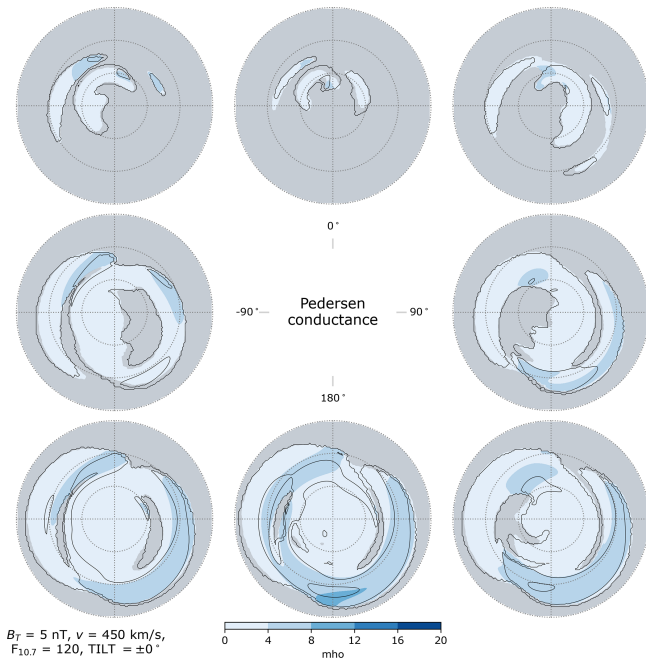 0°
-90°
Pedersen
conductance
90°
180°
B_T = 5 nT, v = 450 km/s,
F_10.7 = 120, TILT = ±0°
0 4 8 12 16 20
mho